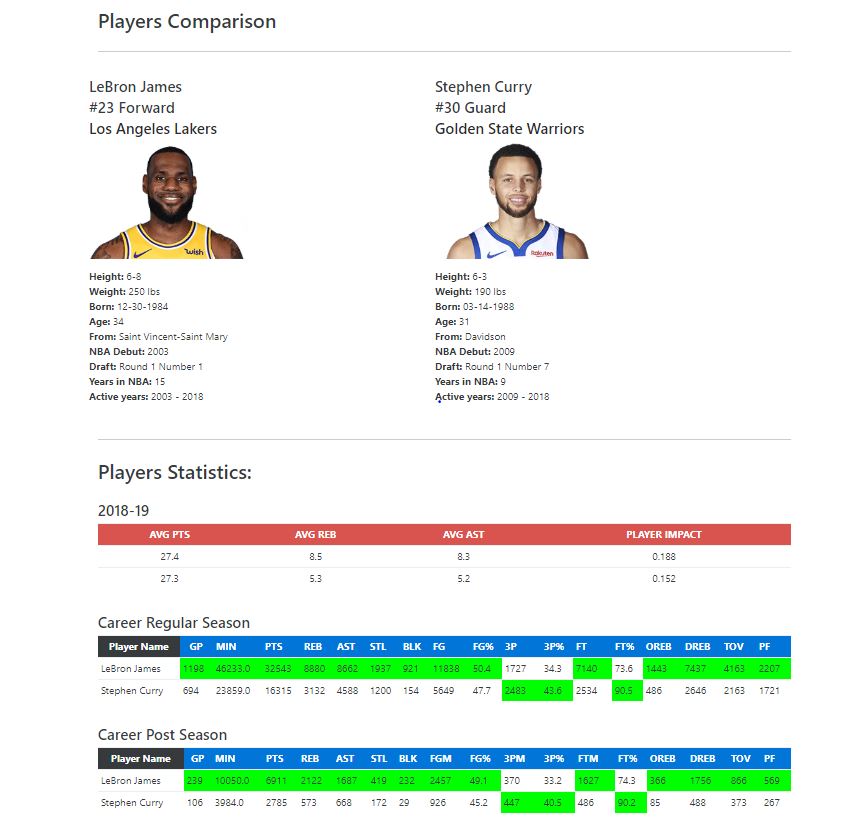 Players Comparison
LeBron James
#23 Forward
Los Angeles Lakers
wish
Height: 6-8
Weight: 250 lbs
Born: 12-30-1984
Age: 34
From: Saint Vincent-Saint Mary
NBA Debut: 2003
Draft: Round 1 Number 1
Years in NBA: 15
Active years: 2003 - 2018
Stephen Curry
#30 Guard
Golden State Warriors
Rakuten
Height: 6-3
Weight: 190 lbs
Born: 03-14-1988
Age: 31
From: Davidson
NBA Debut: 2009
Draft: Round 1 Number 7
Years in NBA: 9
Active years: 2009 - 2018
Players Statistics:
2018-19
AVG PTS AVG REB AVG AST PLAYER IMPACT
27.4 8.5 8.3 0.188
27.3 5.3 5.2 0.152
Career Regular Season
Player Name GP MIN PTS REB AST STL BLK FG FG% 3P 3P% FT FT% OREB DREB TOV PF
LeBron James 1198 46233.0 32543 8880 8662 1937 921 11838 50.4 1727 34.3 7140 73.6 1443 7437 4163 2207
Stephen Curry 694 23859.0 16315 3132 4588 1200 154 5649 47.7 2483 43.6 2534 90.5 486 2646 2163 1721
Career Post Season
Player Name GP MIN PTS REB AST STL BLK FGM FG% 3PM 3P% FTM FT% OREB DREB TOV PF
LeBron James 239 10050.0 6911 2122 1687 419 232 2457 49.1 370 33.2 1627 74.3 366 1756 866 569
Stephen Curry 106 3984.0 2785 573 668 172 29 926 45.2 447 40.5 486 90.2 85 488 373 267